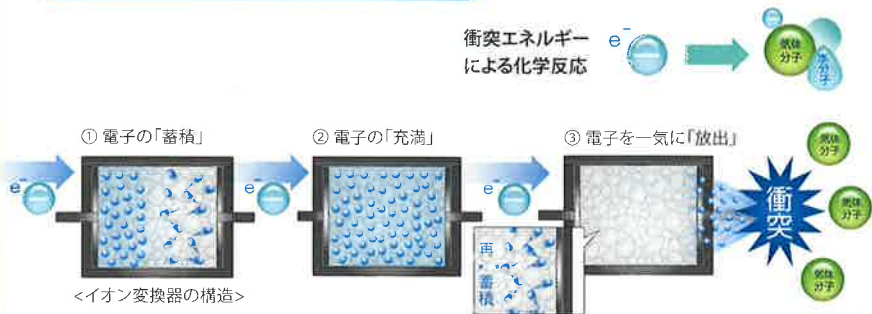 衝突エネルギー
による化学反応
e⁻
気体
分子
水分子
① 電子の「蓄積」
② 電子の「充満」
③ 電子を一気に「放出」
e⁻
e⁻
e⁻
再
蓄積
衝突
気体
分子
気体
分子
気体
分子
<イオン変換器の構造>